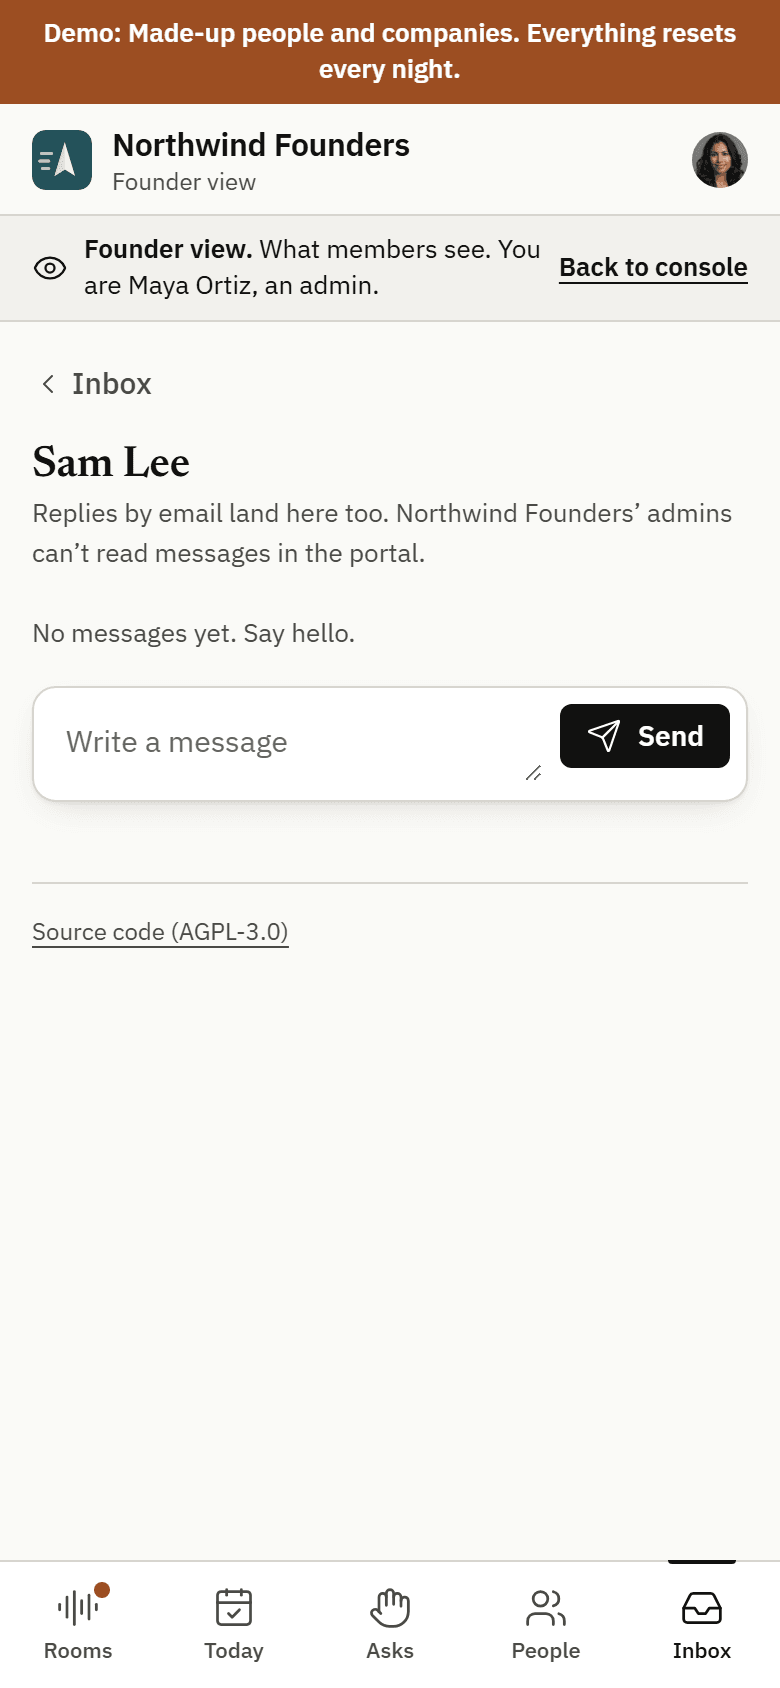 Demo: Made-up people and companies. Everything resets
every night.
Northwind Founders
Founder view
Founder view. What members see. You
are Maya Ortiz, an admin.
Back to console
Inbox
Sam Lee
Replies by email land here too. Northwind Founders’ admins
can’t read messages in the portal.
No messages yet. Say hello.
Write a message
Send
Source code (AGPL-3.0)
Rooms
Today
Asks
People
Inbox